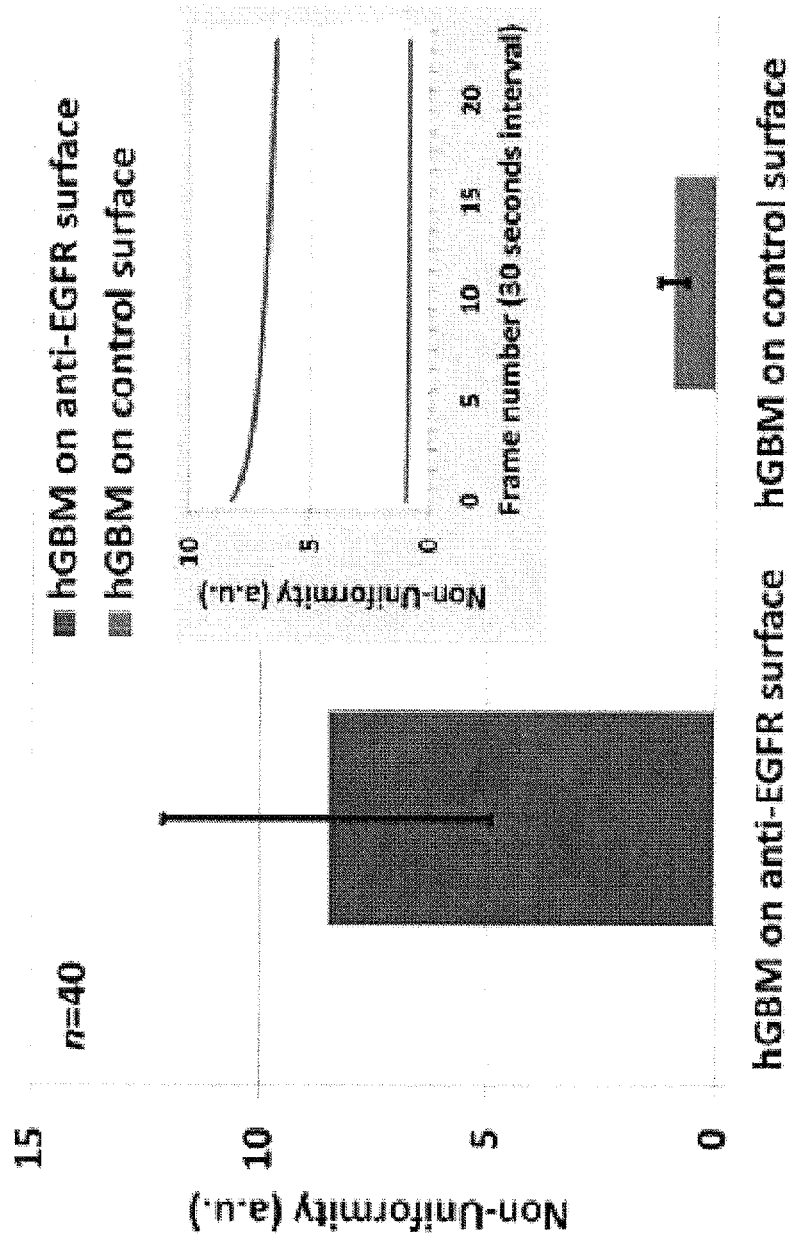 n=40
hGBM on anti-EGFR surface
hGBM on control surface
15
10
5
0
Non-Uniformity (a.u.)
10
5
0
Non-Uniformity (a.u.)
0 5 10 15 20
Frame number (30 seconds interval)
hGBM on anti-EGFR surface
hGBM on control surface